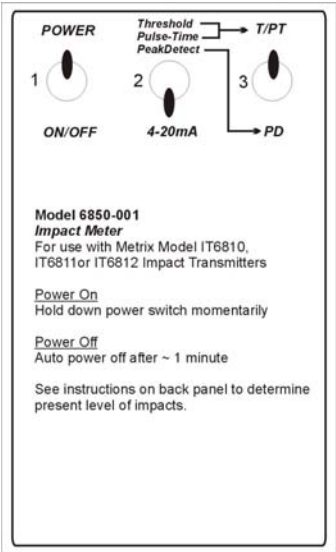 POWER
Threshold
Pulse-Time
PeakDetect
T/PT
1
2
3
ON/OFF
4-20mA
PD
Model 6850-001
Impact Meter
For use with Metrix Model IT6810,
IT6811or IT6812 Impact Transmitters
Power On
Hold down power switch momentarily
Power Off
Auto power off after ~ 1 minute
See instructions on back panel to determine
present level of impacts.